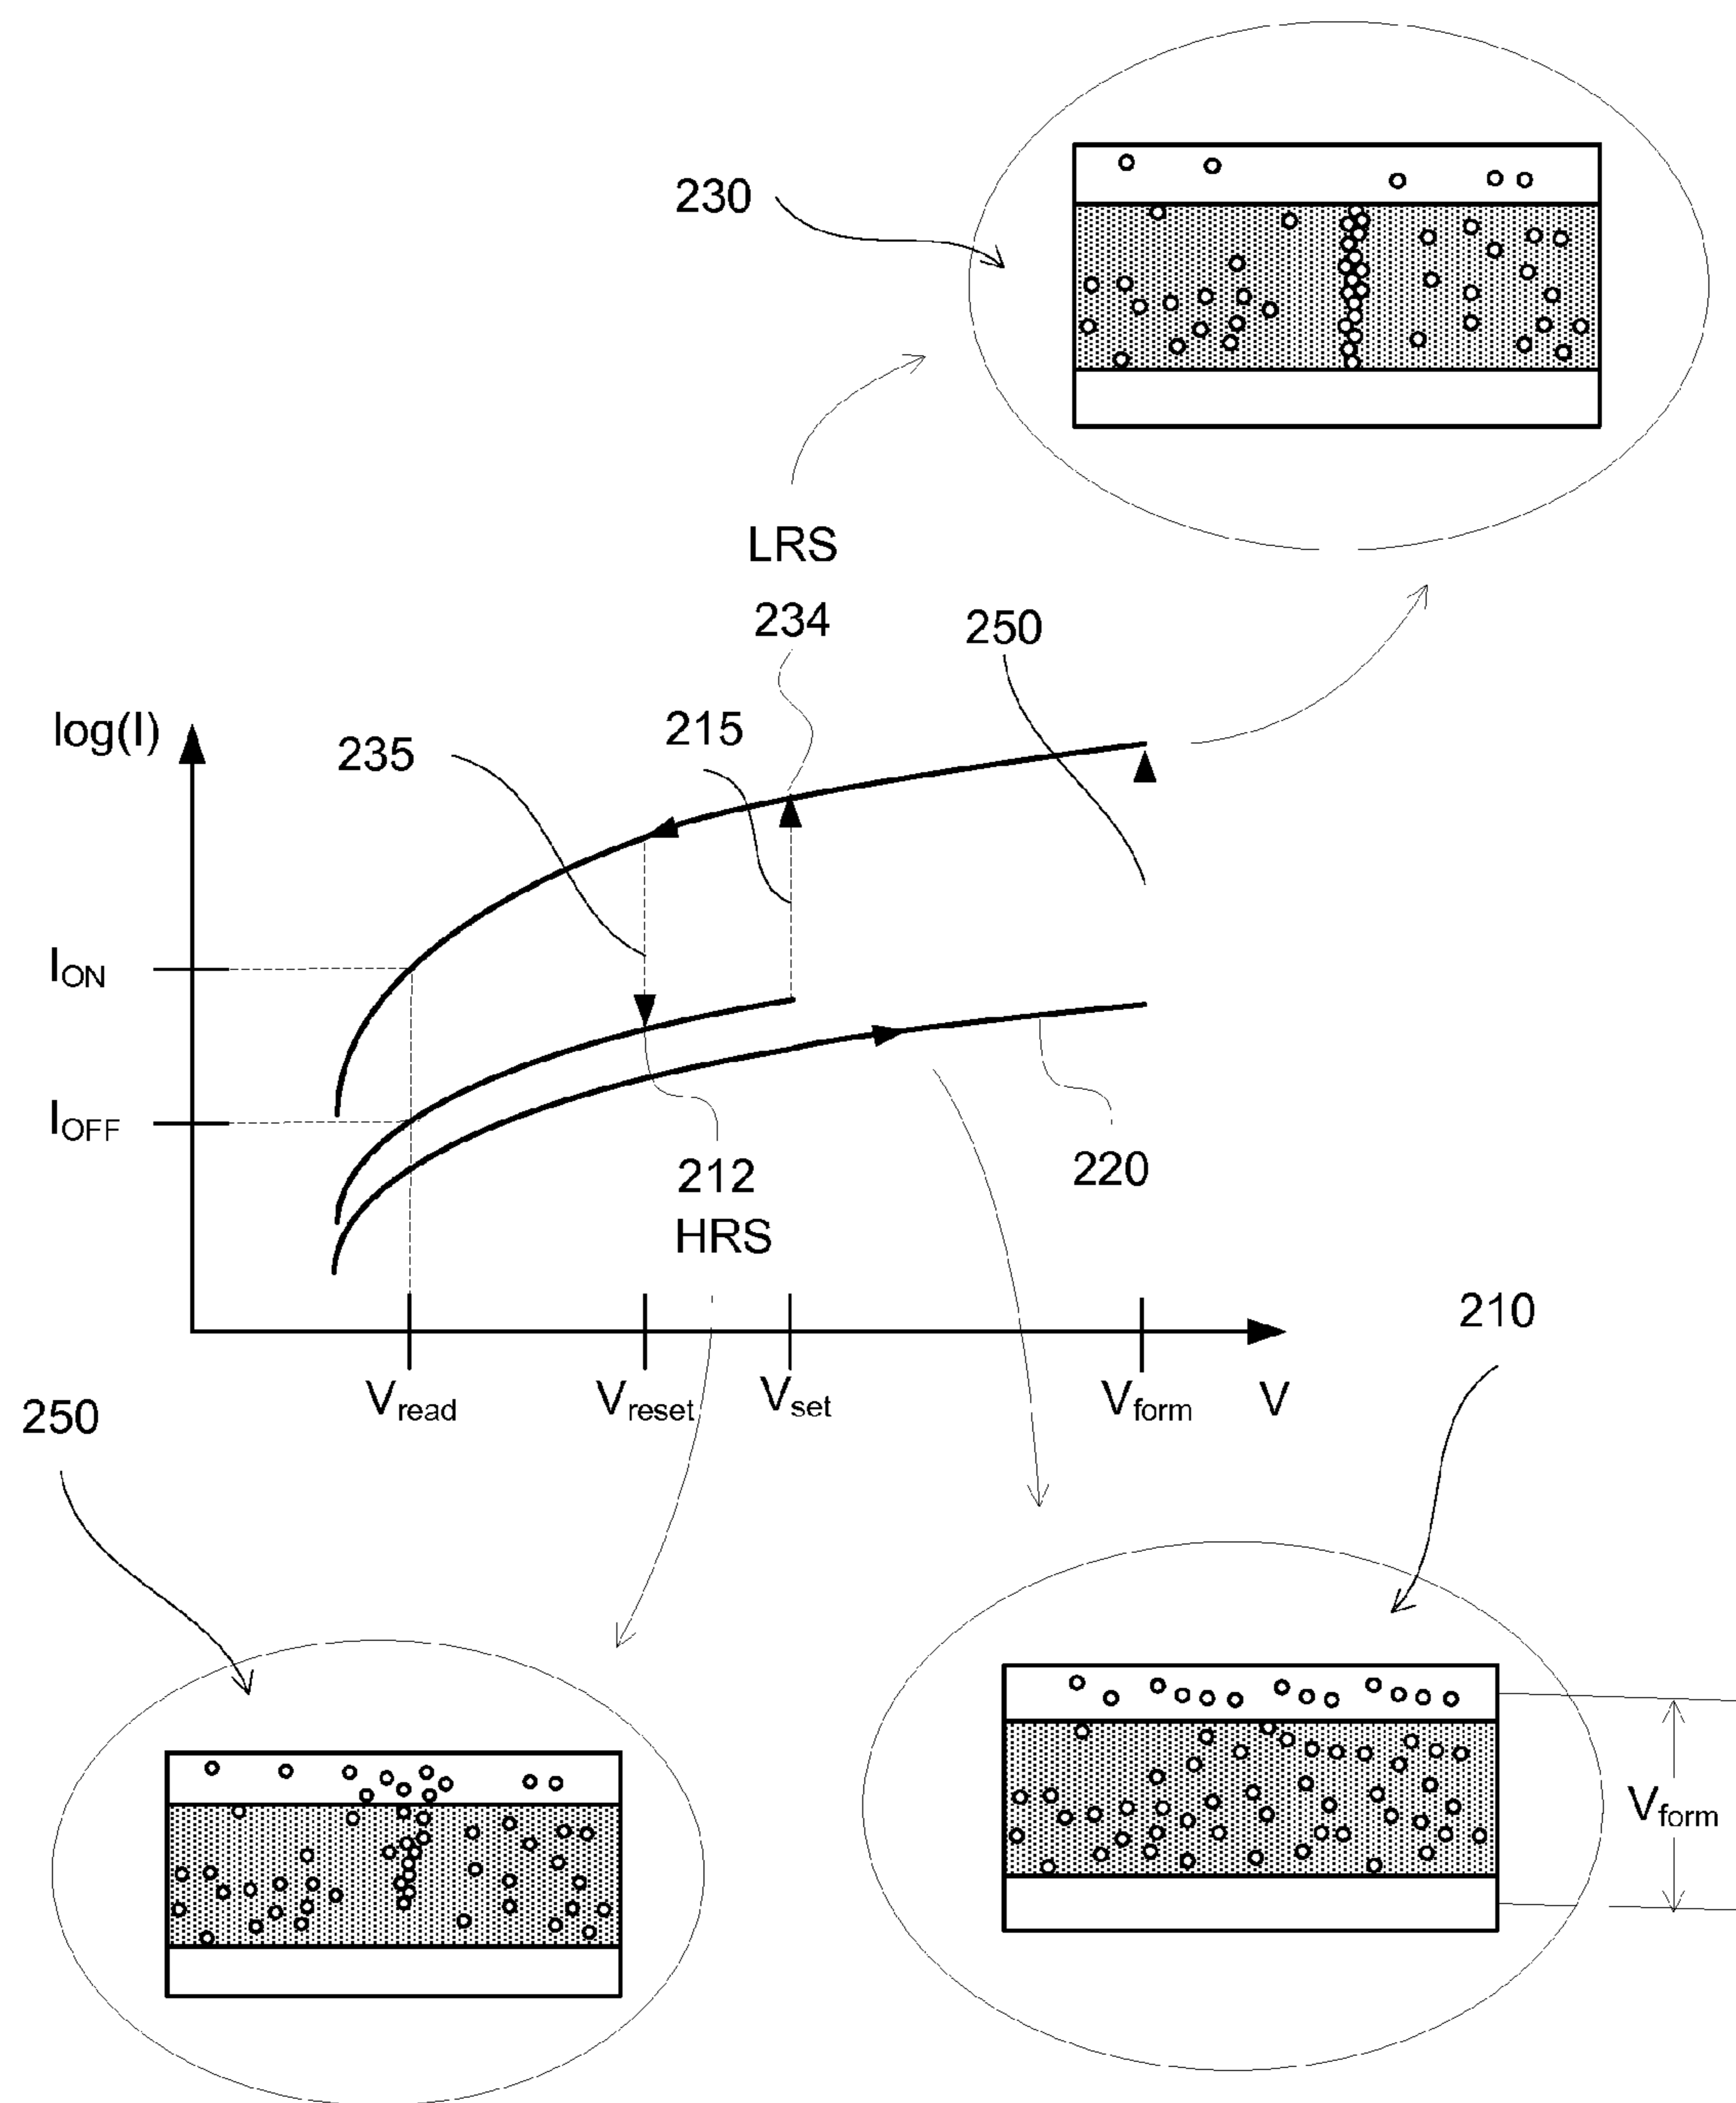 230
LRS
234
250
215
235
log(I)
I_ON
I_OFF
212
HRS
220
210
V_read
V_reset
V_set
V_form
V
250
V_form